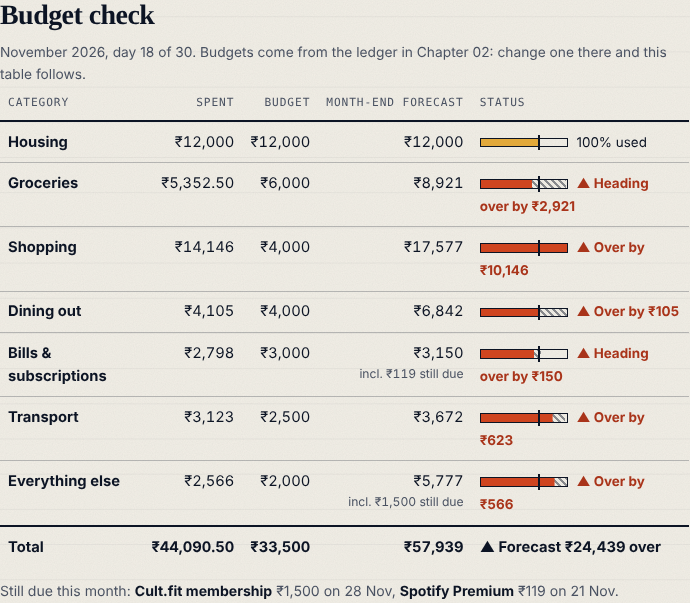 Budget check
November 2026, day 18 of 30. Budgets come from the ledger in Chapter 02: change one there and this
table follows.
CATEGORY SPENT BUDGET MONTH-END FORECAST STATUS
Housing ₹12,000 ₹12,000 ₹12,000 100% used
Groceries ₹5,352.50 ₹6,000 ₹8,921 ▲ Heading
over by ₹2,921
Shopping ₹14,146 ₹4,000 ₹17,577 ▲ Over by
₹10,146
Dining out ₹4,105 ₹4,000 ₹6,842 ▲ Over by ₹105
Bills & ₹2,798 ₹3,000 ₹3,150 ▲ Heading
subscriptions incl. ₹119 still due over by ₹150
Transport ₹3,123 ₹2,500 ₹3,672 ▲ Over by
₹623
Everything else ₹2,566 ₹2,000 ₹5,777 ▲ Over by
incl. ₹1,500 still due ₹566
Total ₹44,090.50 ₹33,500 ₹57,939 ▲ Forecast ₹24,439 over
Still due this month: Cult.fit membership ₹1,500 on 28 Nov, Spotify Premium ₹119 on 21 Nov.